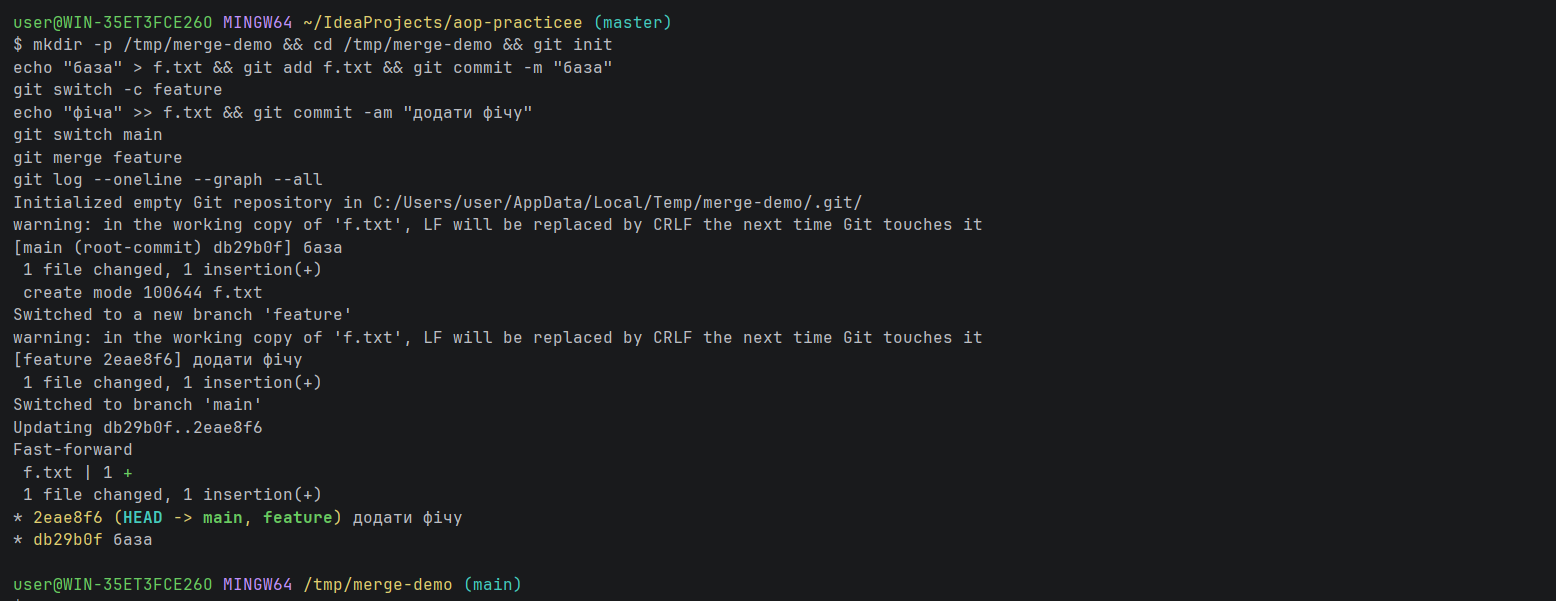 user@WIN-35ET3FCE26O MINGW64 ~/IdeaProjects/aop-practicee (master)
$ mkdir -p /tmp/merge-demo && cd /tmp/merge-demo && git init
echo "база" > f.txt && git add f.txt && git commit -m "база"
git switch -c feature
echo "фіча" >> f.txt && git commit -am "додати фічу"
git switch main
git merge feature
git log --oneline --graph --all
Initialized empty Git repository in C:/Users/user/AppData/Local/Temp/merge-demo/.git/
warning: in the working copy of 'f.txt', LF will be replaced by CRLF the next time Git touches it
[main (root-commit) db29b0f] база
 1 file changed, 1 insertion(+)
 create mode 100644 f.txt
Switched to a new branch 'feature'
warning: in the working copy of 'f.txt', LF will be replaced by CRLF the next time Git touches it
[feature 2eae8f6] додати фічу
 1 file changed, 1 insertion(+)
Switched to branch 'main'
Updating db29b0f..2eae8f6
Fast-forward
 f.txt | 1 +
 1 file changed, 1 insertion(+)
* 2eae8f6 (HEAD -> main, feature) додати фічу
* db29b0f база
user@WIN-35ET3FCE26O MINGW64 /tmp/merge-demo (main)